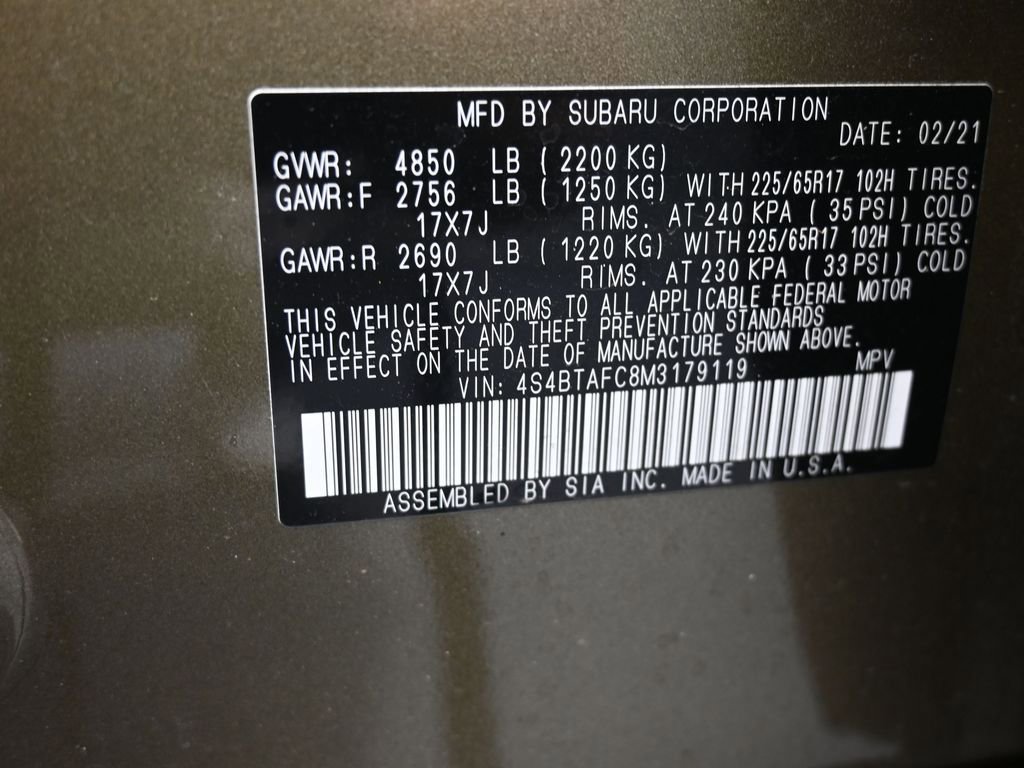 MFD BY SUBARU CORPORATION
DATE: 02/21
GVWR: 4850 LB ( 2200 KG)
GAWR:F 2756 LB ( 1250 KG) WITH 225/65R17 102H TIRES.
17X7J RIMS. AT 240 KPA ( 35 PSI) COLD
GAWR:R 2690 LB ( 1220 KG) WITH 225/65R17 102H TIRES.
17X7J RIMS. AT 230 KPA ( 33 PSI) COLD
THIS VEHICLE CONFORMS TO ALL APPLICABLE FEDERAL MOTOR
VEHICLE SAFETY AND THEFT PREVENTION STANDARDS
IN EFFECT ON THE DATE OF MANUFACTURE SHOWN ABOVE.
VIN: 4S4BTAFC8M3179119 MPV
ASSEMBLED BY SIA INC. MADE IN U.S.A.